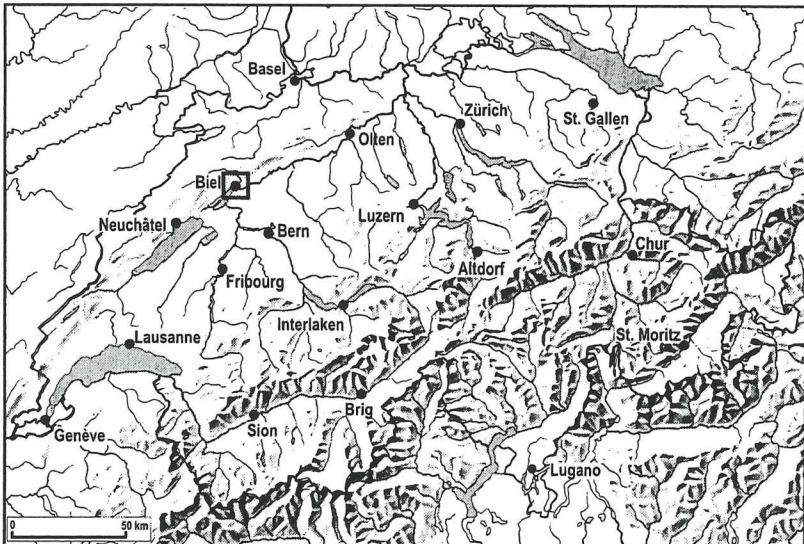 Basel
Zürich
St. Gallen
Olten
Biel
Luzern
Neuchâtel
Bern
Chur
Altdorf
Fribourg
Interlaken
St. Moritz
Lausanne
Brig
Sion
Genève
Lugano
0 50 km